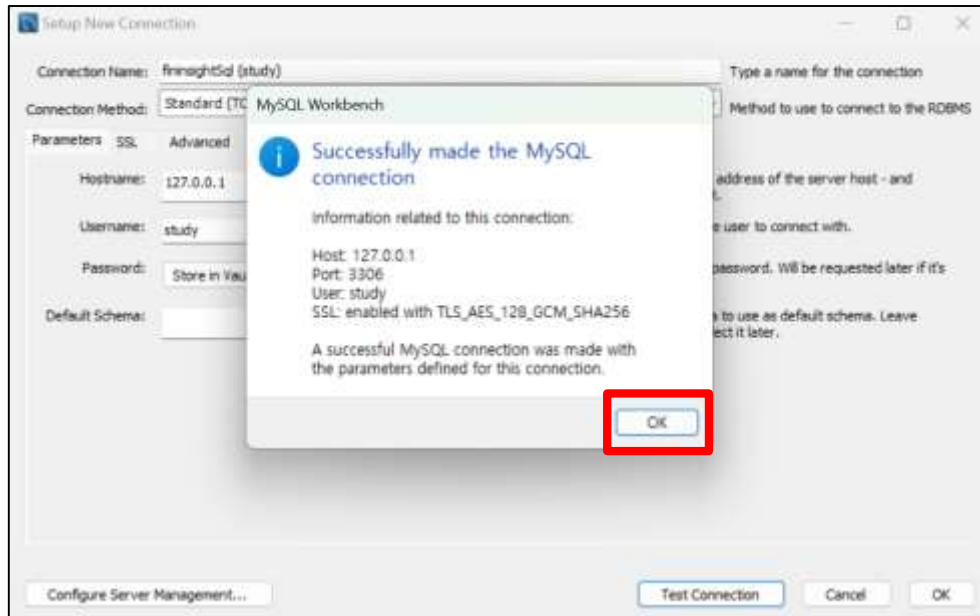 Setup New Connection
Connection Name:
(study)
Type a name for the connection
Connection Method:
Standard (TC
Method to use to connect to the RDBMS
Parameters SSL Advanced
MySQL Workbench
Successfully made the MySQL
connection
Information related to this connection:
Host: 127.0.0.1
Port: 3306
User: study
SSL: enabled with TLS_AES_128_GCM_SHA256
A successful MySQL connection was made with
the parameters defined for this connection.
OK
Hostname: 127.0.0.1
address of the server host - and
Username: study
user to connect with.
Password: Store in Vau
password. Will be requested later if it's
Default Schema:
to use as default schema. Leave
ect it later.
Configure Server Management...
Test Connection
Cancel
OK